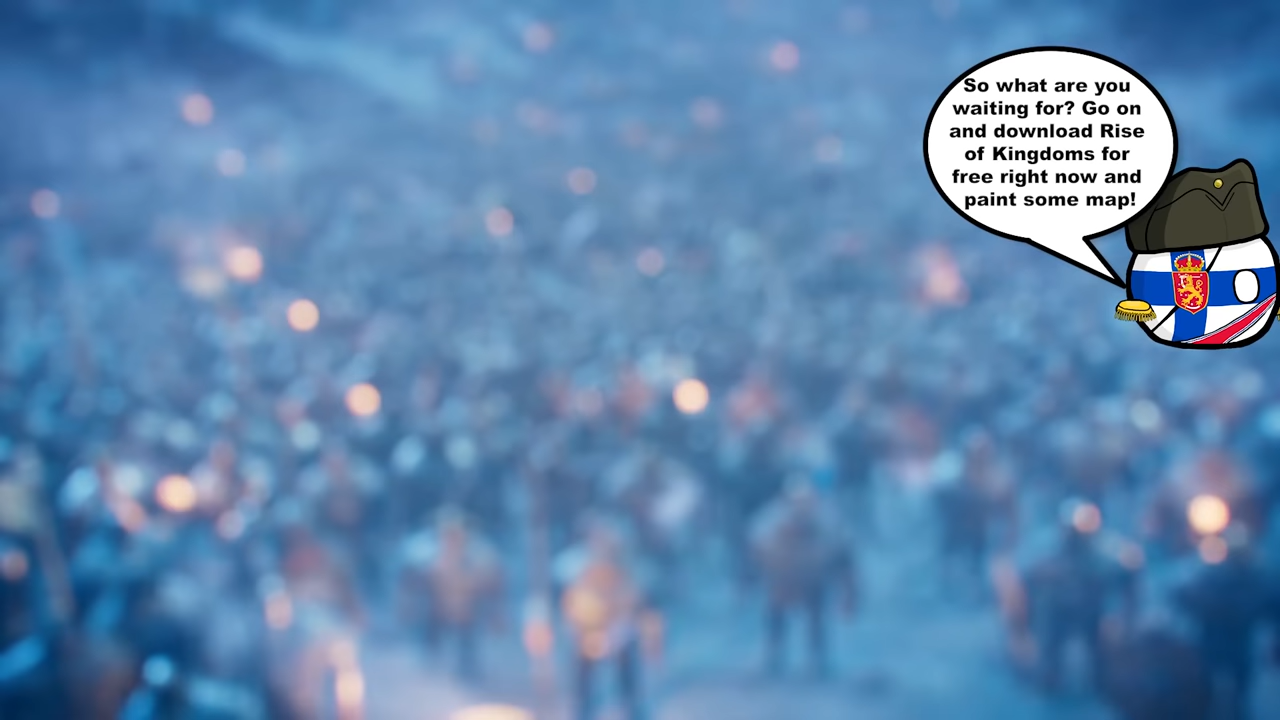 So what are you
waiting for? Go on
and download Rise
of Kingdoms for
free right now and
paint some map!